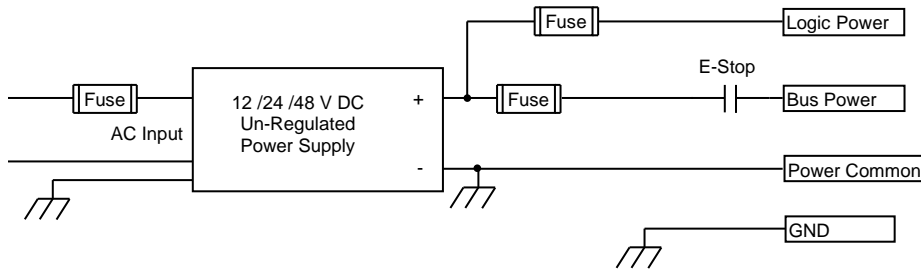 Fuse
Logic Power
E-Stop
Fuse
12 /24 /48 V DC
Un-Regulated
Power Supply
+
Fuse
Bus Power
AC Input
-
Power Common
GND